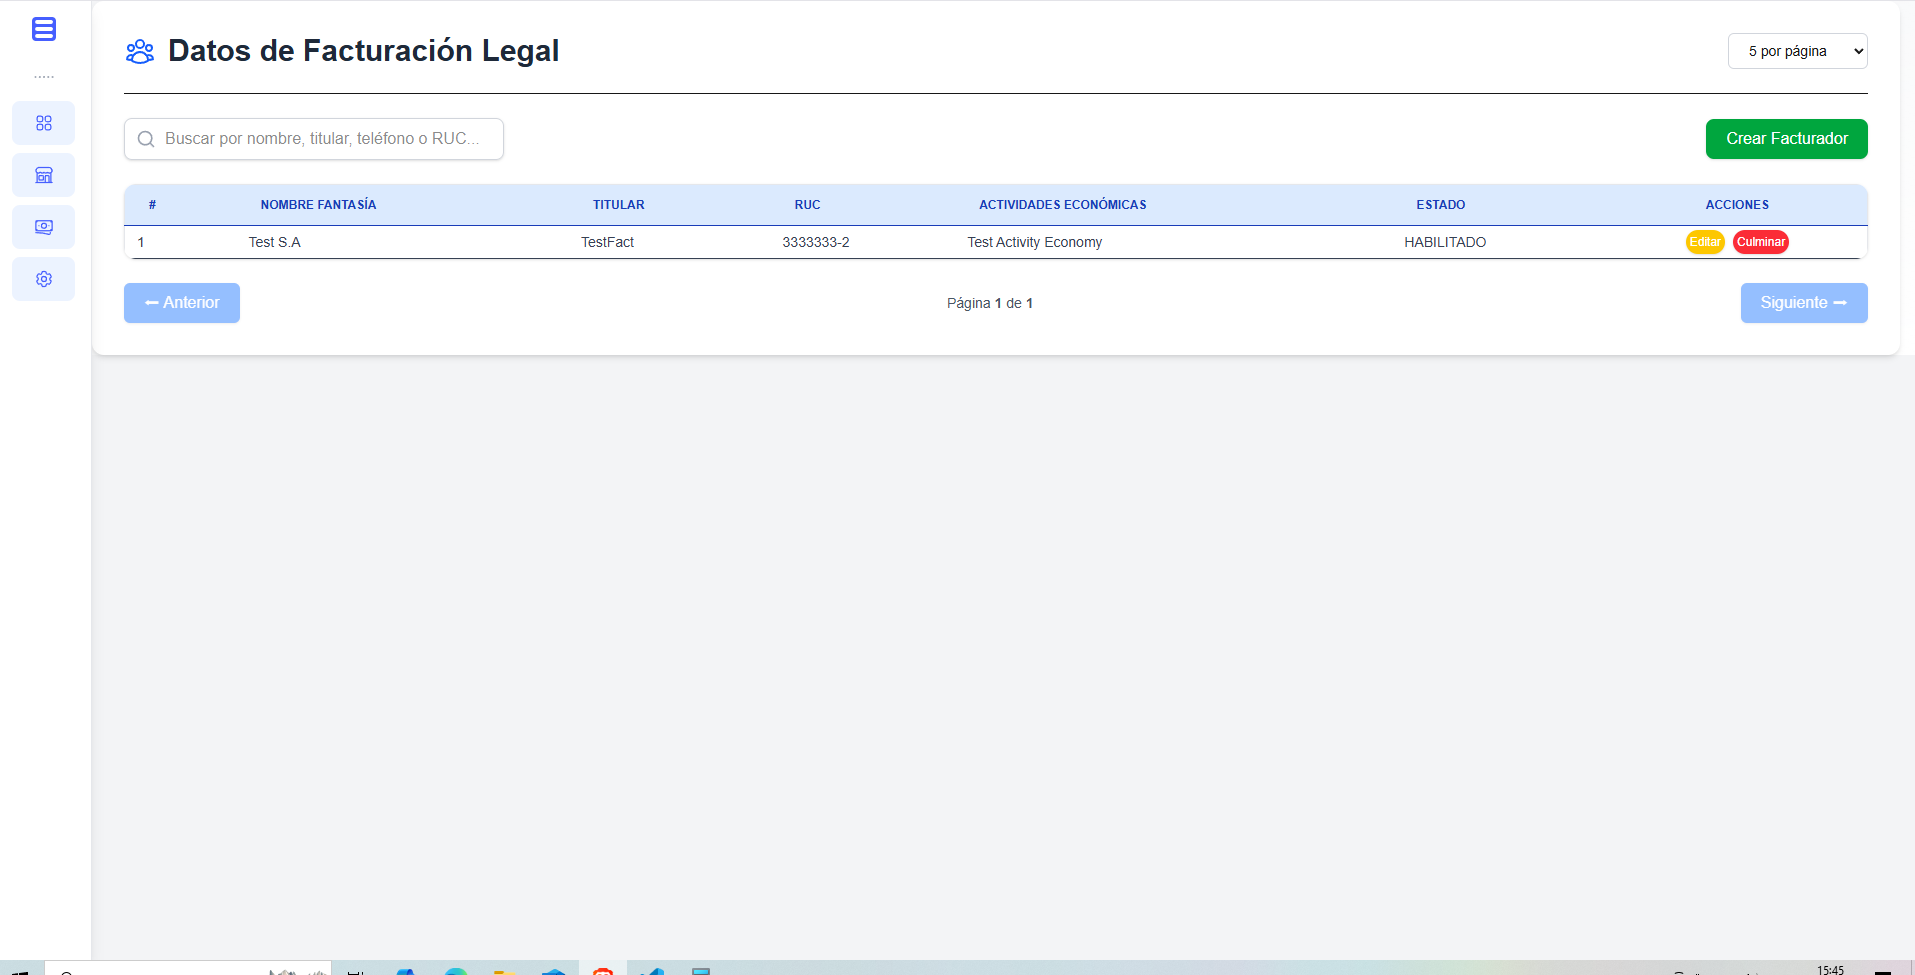 Datos de Facturación Legal
5 por página
.....
Buscar por nombre, titular, teléfono o RUC...
Crear Facturador
# NOMBRE FANTASÍA TITULAR RUC ACTIVIDADES ECONÓMICAS ESTADO ACCIONES
1 Test S.A TestFact 3333333-2 Test Activity Economy HABILITADO Editar Culminar
⬅ Anterior
Página 1 de 1
Siguiente ➡
15:45